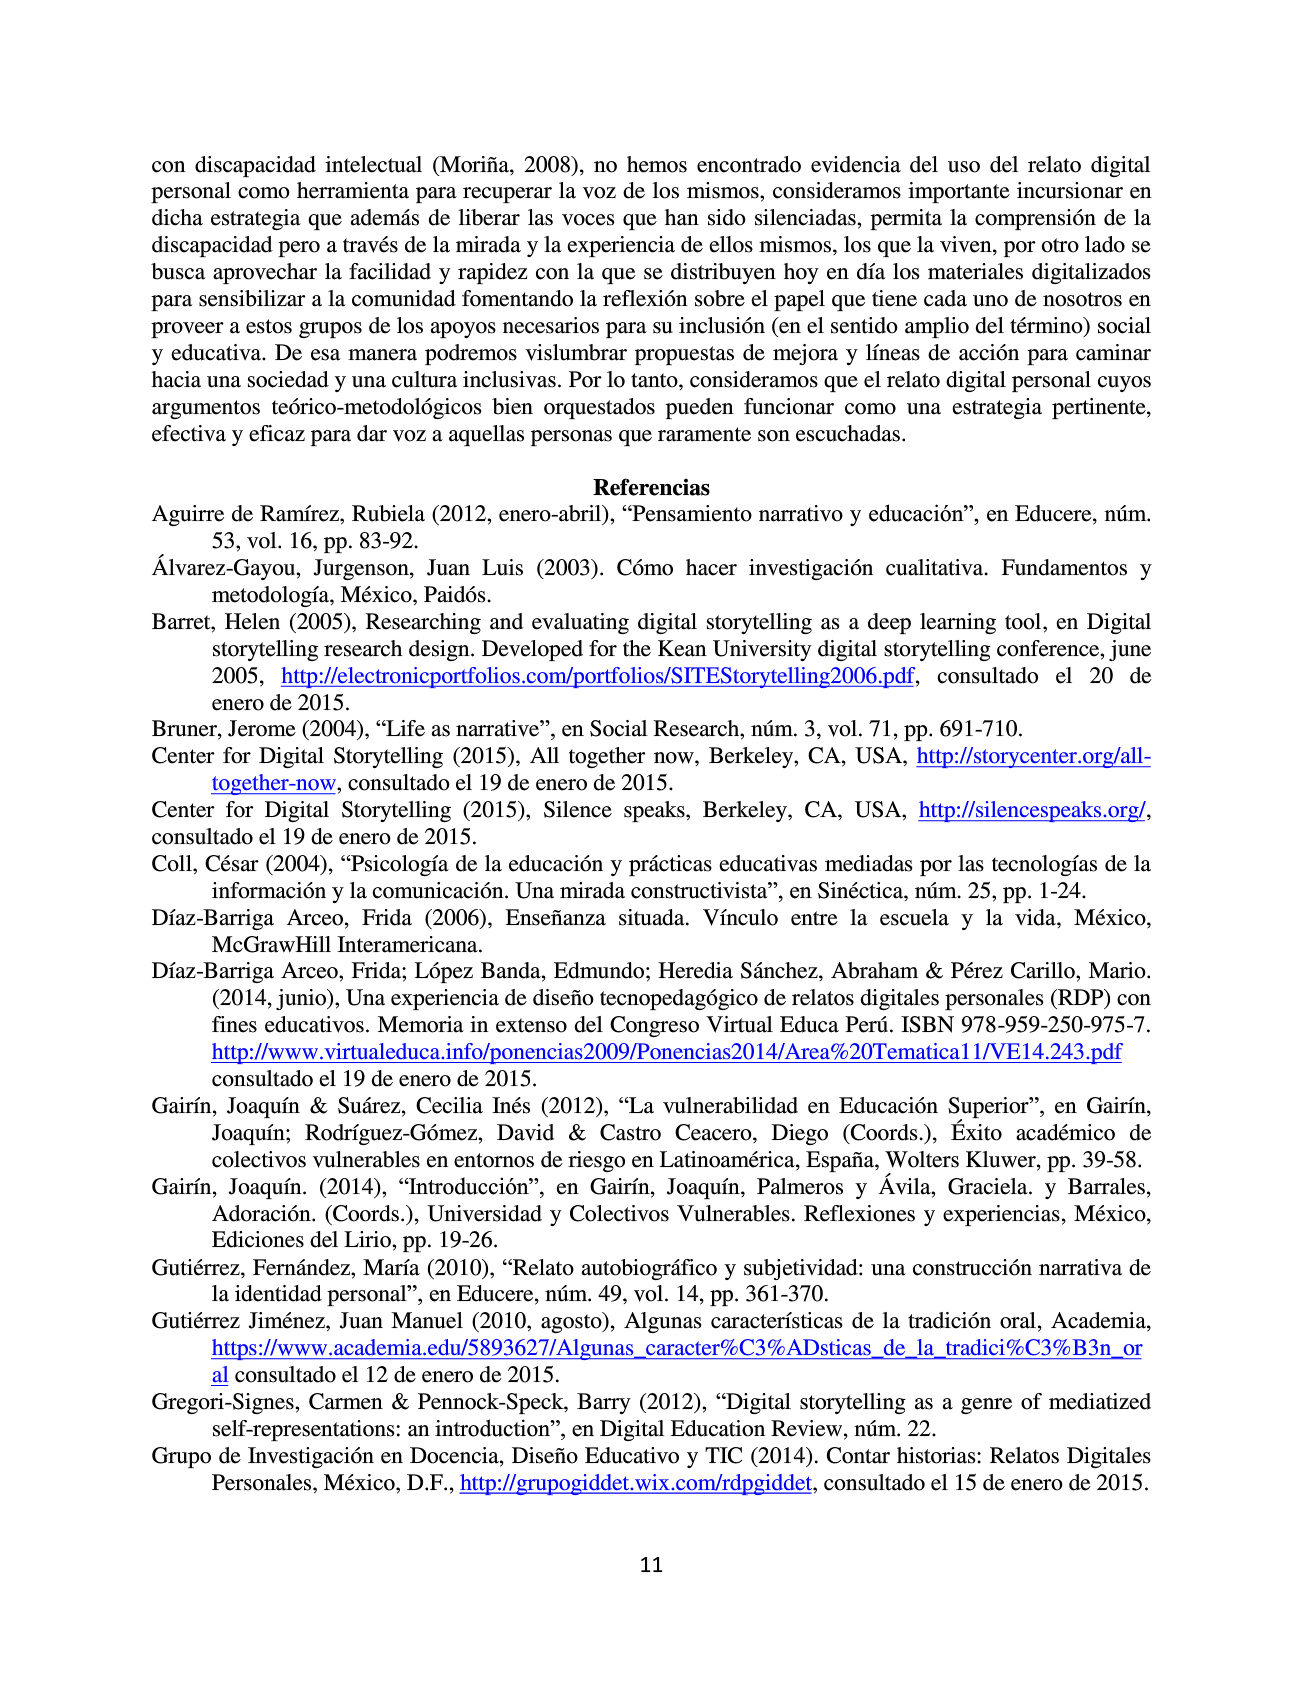 con discapacidad intelectual (Moriña, 2008), no hemos encontrado evidencia del uso del relato digital
personal como herramienta para recuperar la voz de los mismos, consideramos importante incursionar en
dicha estrategia que además de liberar las voces que han sido silenciadas, permita la comprensión de la
discapacidad pero a través de la mirada y la experiencia de ellos mismos, los que la viven, por otro lado se
busca aprovechar la facilidad y rapidez con la que se distribuyen hoy en día los materiales digitalizados
para sensibilizar a la comunidad fomentando la reflexión sobre el papel que tiene cada uno de nosotros en
proveer a estos grupos de los apoyos necesarios para su inclusión (en el sentido amplio del término) social
y educativa. De esa manera podremos vislumbrar propuestas de mejora y líneas de acción para caminar
hacia una sociedad y una cultura inclusivas. Por lo tanto, consideramos que el relato digital personal cuyos
argumentos teórico-metodológicos bien orquestados pueden funcionar como una estrategia pertinente,
efectiva y eficaz para dar voz a aquellas personas que raramente son escuchadas.
Referencias
Aguirre de Ramírez, Rubiela (2012, enero-abril), “Pensamiento narrativo y educación”, en Educere, núm.
53, vol. 16, pp. 83-92.
Álvarez-Gayou, Jurgenson, Juan Luis (2003). Cómo hacer investigación cualitativa. Fundamentos y
metodología, México, Paidós.
Barret, Helen (2005), Researching and evaluating digital storytelling as a deep learning tool, en Digital
storytelling research design. Developed for the Kean University digital storytelling conference, june
2005, http://electronicportfolios.com/portfolios/SITEStorytelling2006.pdf, consultado el 20 de
enero de 2015.
Bruner, Jerome (2004), “Life as narrative”, en Social Research, núm. 3, vol. 71, pp. 691-710.
Center for Digital Storytelling (2015), All together now, Berkeley, CA, USA, http://storycenter.org/all-
together-now, consultado el 19 de enero de 2015.
Center for Digital Storytelling (2015), Silence speaks, Berkeley, CA, USA, http://silencespeaks.org/,
consultado el 19 de enero de 2015.
Coll, César (2004), “Psicología de la educación y prácticas educativas mediadas por las tecnologías de la
información y la comunicación. Una mirada constructivista”, en Sinéctica, núm. 25, pp. 1-24.
Díaz-Barriga Arceo, Frida (2006), Enseñanza situada. Vínculo entre la escuela y la vida, México,
McGrawHill Interamericana.
Díaz-Barriga Arceo, Frida; López Banda, Edmundo; Heredia Sánchez, Abraham & Pérez Carillo, Mario.
(2014, junio), Una experiencia de diseño tecnopedagógico de relatos digitales personales (RDP) con
fines educativos. Memoria in extenso del Congreso Virtual Educa Perú. ISBN 978-959-250-975-7.
http://www.virtualeduca.info/ponencias2009/Ponencias2014/Area%20Tematica11/VE14.243.pdf
consultado el 19 de enero de 2015.
Gairín, Joaquín & Suárez, Cecilia Inés (2012), “La vulnerabilidad en Educación Superior”, en Gairín,
Joaquín; Rodríguez-Gómez, David & Castro Ceacero, Diego (Coords.), Éxito académico de
colectivos vulnerables en entornos de riesgo en Latinoamérica, España, Wolters Kluwer, pp. 39-58.
Gairín, Joaquín. (2014), “Introducción”, en Gairín, Joaquín, Palmeros y Ávila, Graciela. y Barrales,
Adoración. (Coords.), Universidad y Colectivos Vulnerables. Reflexiones y experiencias, México,
Ediciones del Lirio, pp. 19-26.
Gutiérrez, Fernández, María (2010), “Relato autobiográfico y subjetividad: una construcción narrativa de
la identidad personal”, en Educere, núm. 49, vol. 14, pp. 361-370.
Gutiérrez Jiménez, Juan Manuel (2010, agosto), Algunas características de la tradición oral, Academia,
https://www.academia.edu/5893627/Algunas_caracter%C3%ADsticas_de_la_tradici%C3%B3n_or
al consultado el 12 de enero de 2015.
Gregori-Signes, Carmen & Pennock-Speck, Barry (2012), “Digital storytelling as a genre of mediatized
self-representations: an introduction”, en Digital Education Review, núm. 22.
Grupo de Investigación en Docencia, Diseño Educativo y TIC (2014). Contar historias: Relatos Digitales
Personales, México, D.F., http://grupogiddet.wix.com/rdpgiddet, consultado el 15 de enero de 2015.
11